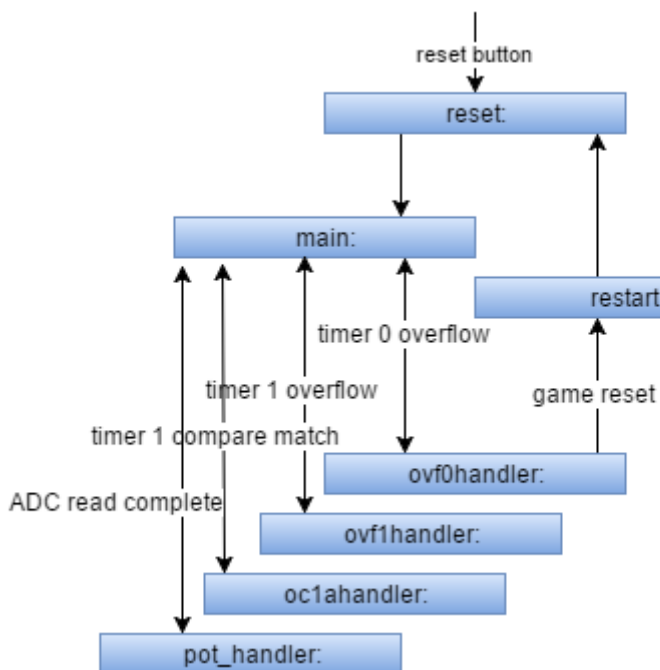 reset button
reset:
main:
restart
timer 0 overflow
timer 1 overflow
game reset
timer 1 compare match
ovf0handler:
ADC read complete
ovf1handler:
oc1ahandler:
pot_handler: